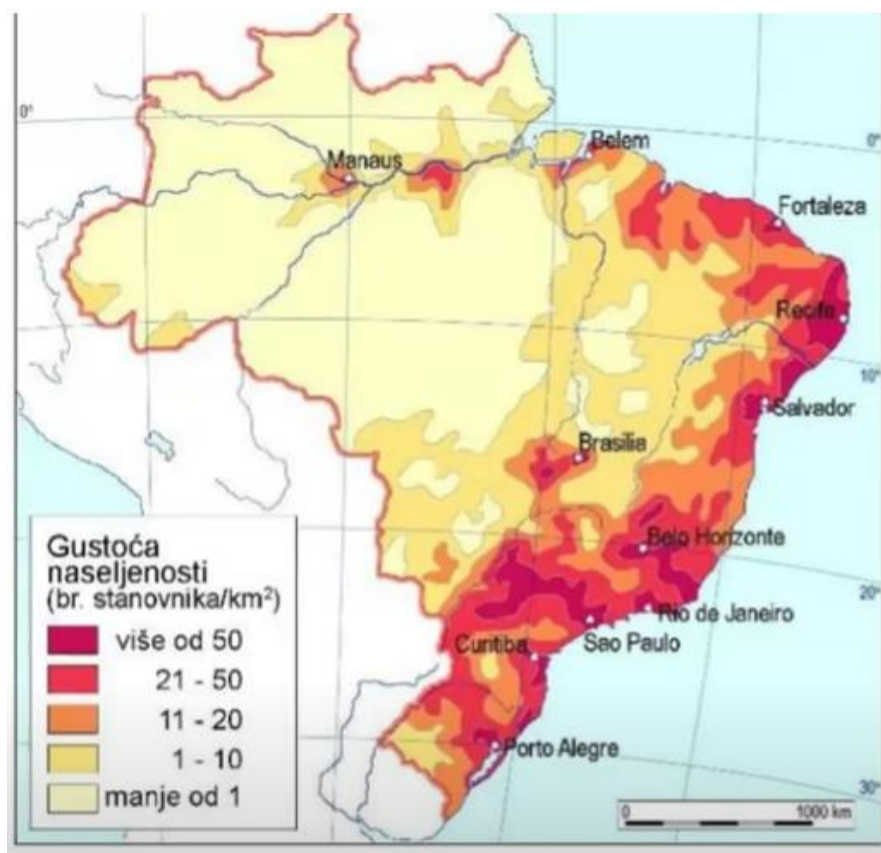 0°
0°
Belem
Manaus
Fortaleza
Recife
10°
Salvador
Brasilia
Gustoća
naseljenosti
(br. stanovnika/km²)
više od 50
21 - 50
11 - 20
1 - 10
manje od 1
Belo Horizonte
20°
Rio de Janeiro
Sao Paulo
Curitiba
Porto Alegre
30°
0 1000 km